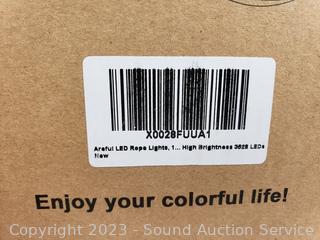 X0028FUUA1
Areful LED Rope Lights, 1... High Brightness 3528 LEDs
New
Enjoy your colorful life!
Copyright 2023 - Sound Auction Service